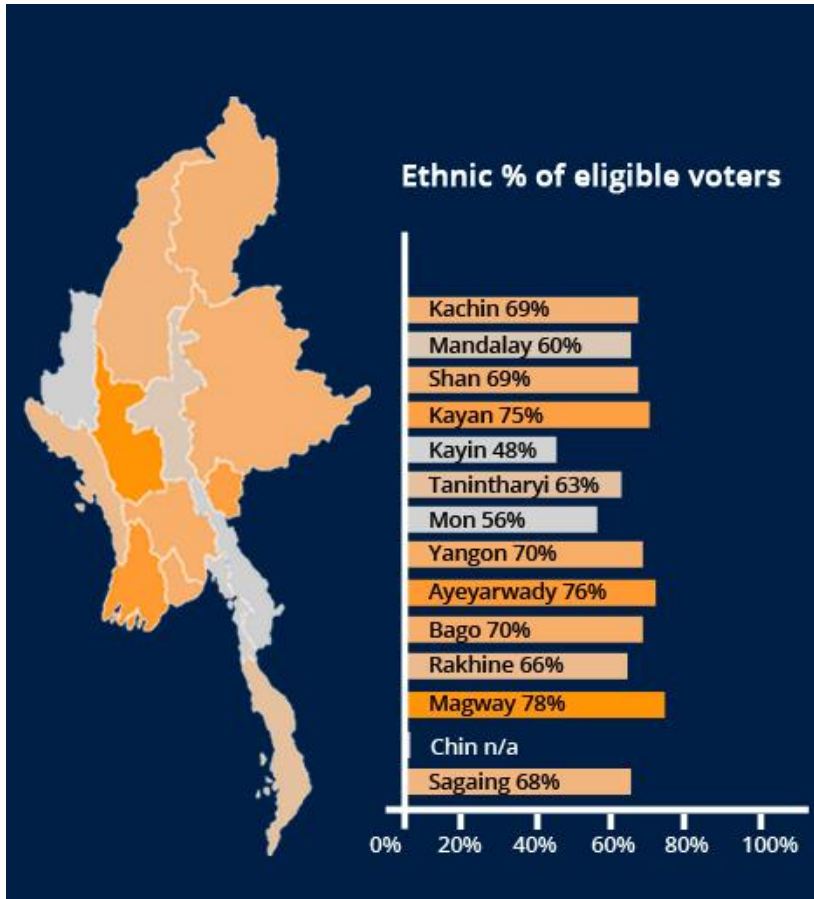 Ethnic % of eligible voters
Kachin 69%
Mandalay 60%
Shan 69%
Kayan 75%
Kayin 48%
Tanintharyi 63%
Mon 56%
Yangon 70%
Ayeyarwady 76%
Bago 70%
Rakhine 66%
Magway 78%
Chin n/a
Sagaing 68%
0% 20% 40% 60% 80% 100%